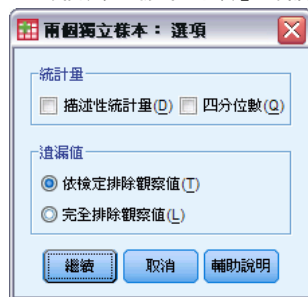 兩個獨立樣本：選項
統計量
描述性統計量(D) 四分位數(Q)
遺漏值
依檢定排除觀察值(T)
完全排除觀察值(L)
繼續 取消 輔助說明